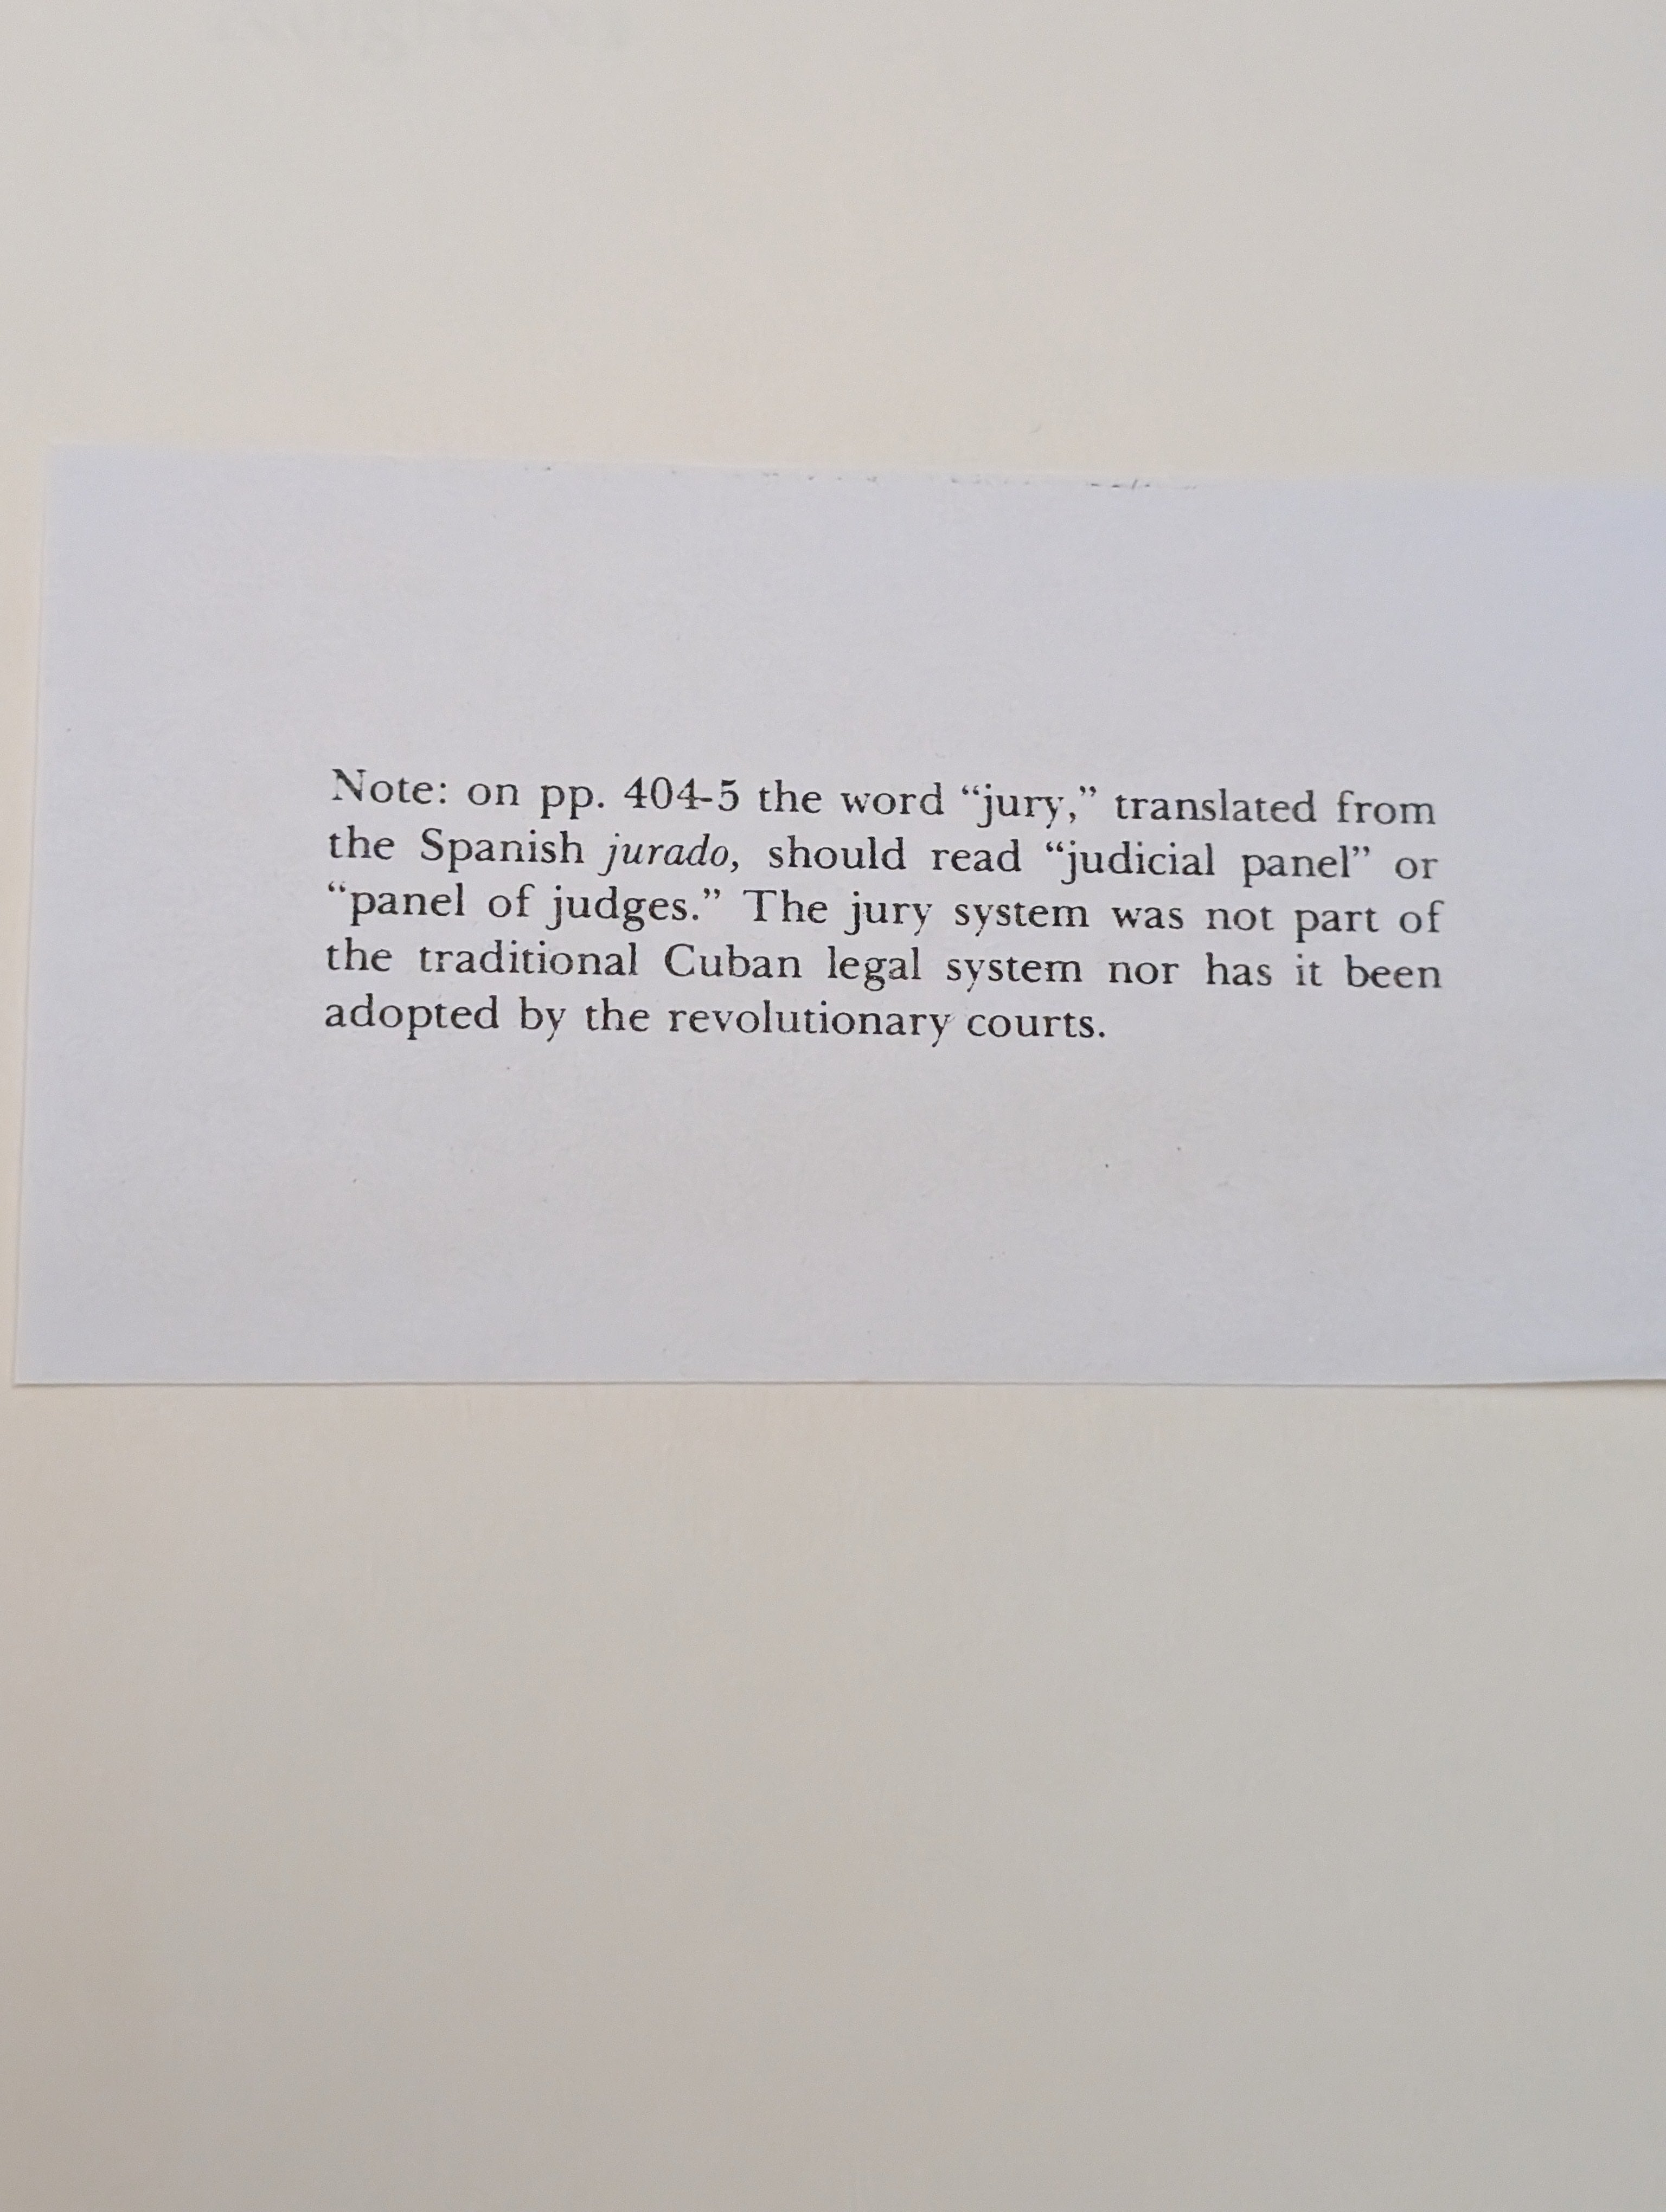 Note: on pp. 404-5 the word “jury,” translated from
the Spanish jurado, should read “judicial panel” or
“panel of judges.” The jury system was not part of
the traditional Cuban legal system nor has it been
adopted by the revolutionary courts.